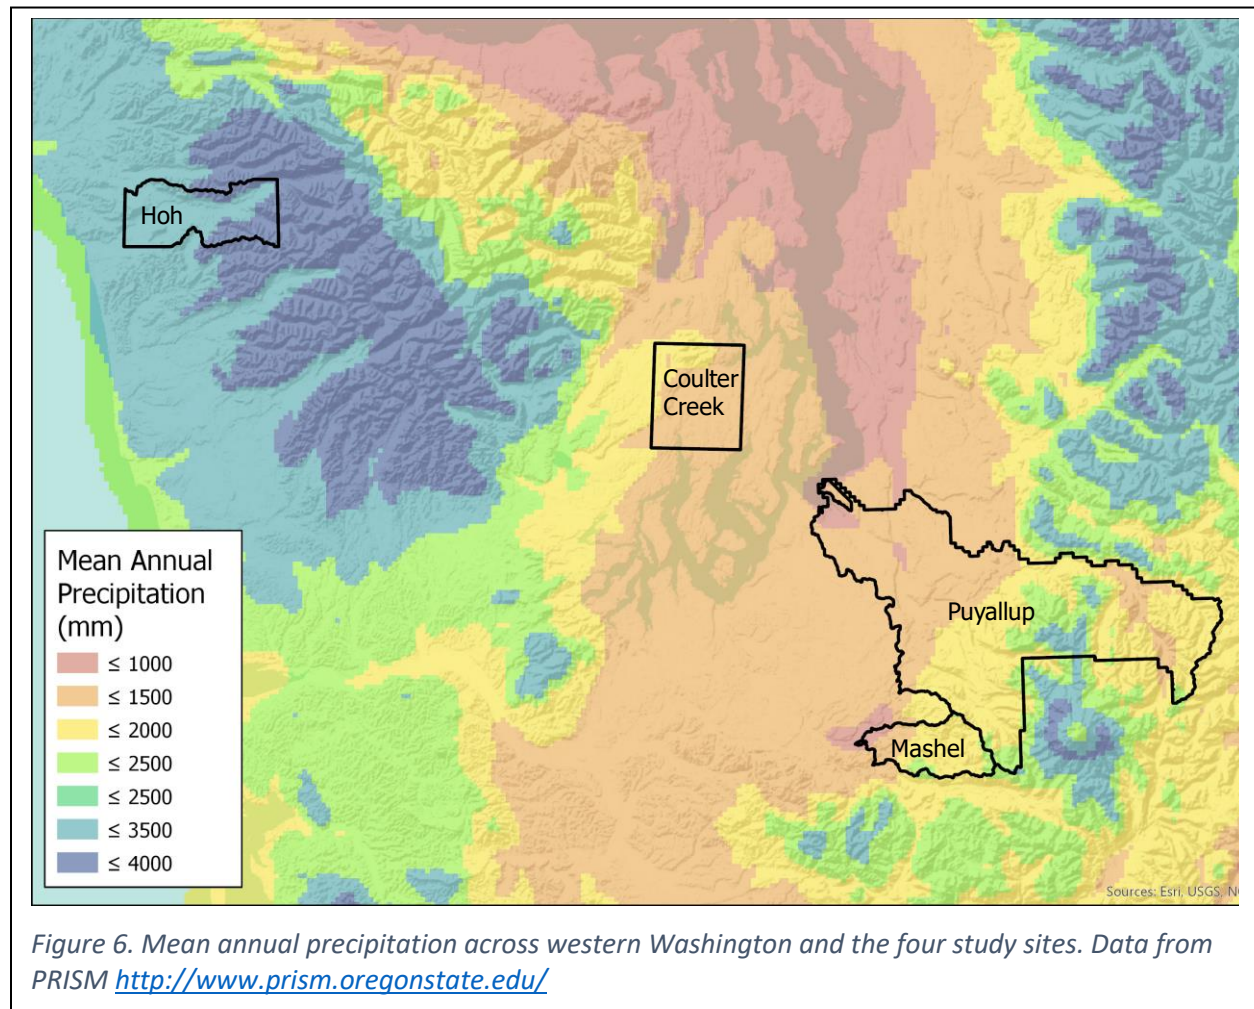 Hoh
Coulter
Creek
Puyallup
Mashel
Mean Annual
Precipitation
(mm)
≤ 1000
≤ 1500
≤ 2000
≤ 2500
≤ 2500
≤ 3500
≤ 4000
Sources: Esri, USGS, N
Figure 6. Mean annual precipitation across western Washington and the four study sites. Data from
PRISM http://www.prism.oregonstate.edu/